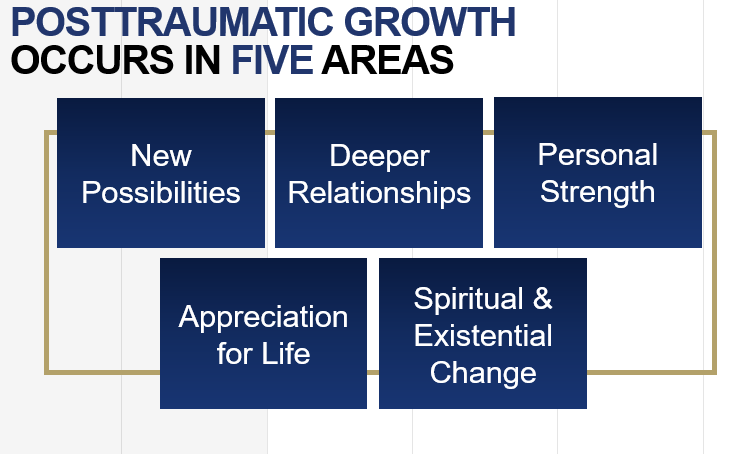 POSTTRAUMATIC GROWTH
OCCURS IN FIVE AREAS
New
Possibilities
Deeper
Relationships
Personal
Strength
Appreciation
for Life
Spiritual &
Existential
Change